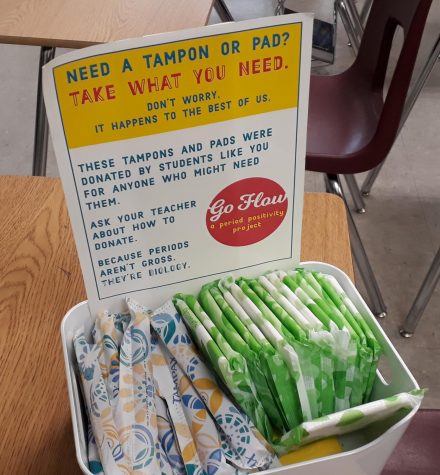 NEED A TAMPON OR PAD?
TAKE WHAT YOU NEED.
DON'T WORRY.
IT HAPPENS TO THE BEST OF US.
THESE TAMPONS AND PADS WERE
DONATED BY STUDENTS LIKE YOU
FOR ANYONE WHO MIGHT NEED
THEM.
ASK YOUR TEACHER
ABOUT HOW TO
DONATE.
BECAUSE PERIODS
AREN'T GROSS.
THEY'RE BIOLOGY.
Go Flow
a period positivity
project
TAMPAX